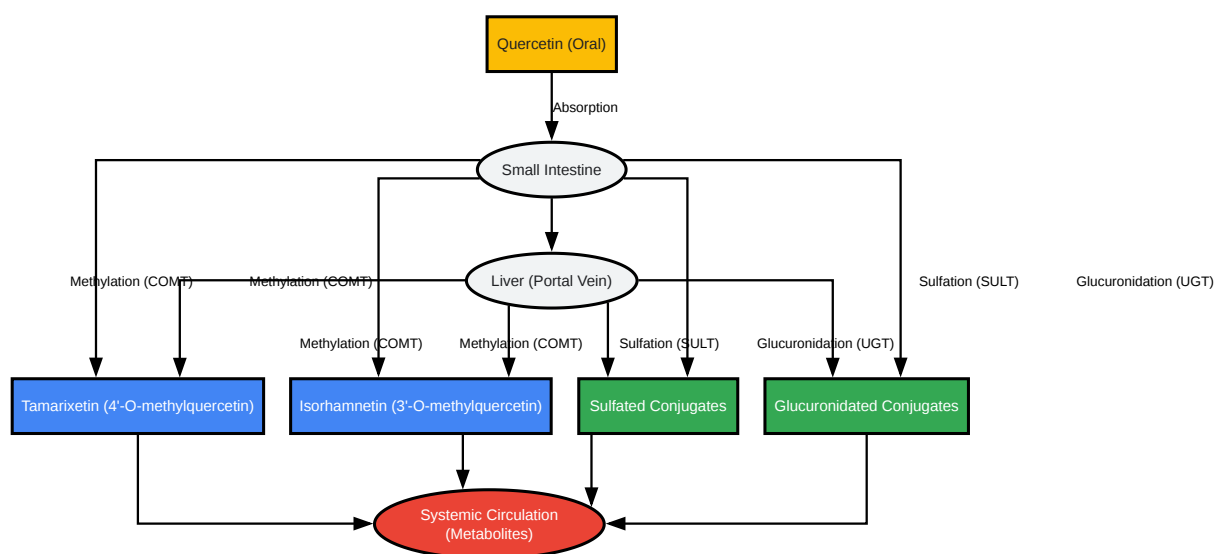 Quercetin (Oral)
Absorption
Small Intestine
Liver (Portal Vein)
Methylation (COMT)
Methylation (COMT)
Sulfation (SULT)
Glucuronidation (UGT)
Methylation (COMT)
Methylation (COMT)
Sulfation (SULT)
Glucuronidation (UGT)
Tamarixetin (4'-O-methylquercetin)
Isorhamnetin (3'-O-methylquercetin)
Sulfated Conjugates
Glucuronidated Conjugates
Systemic Circulation
(Metabolites)